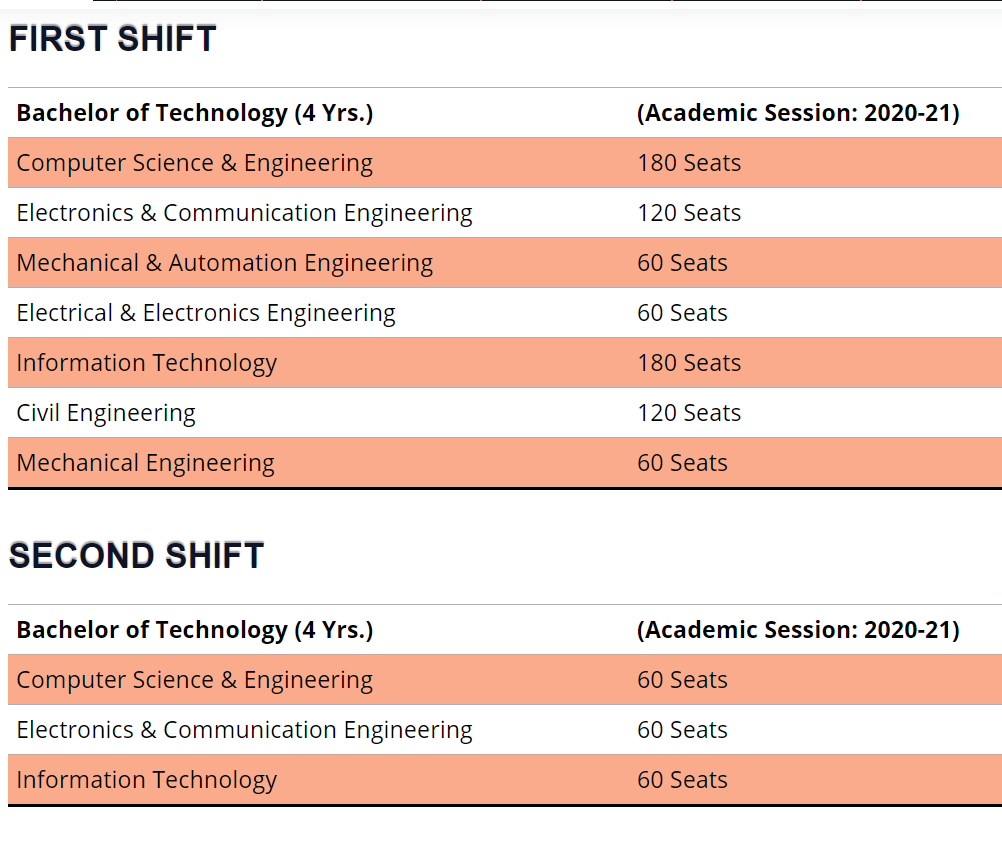 FIRST SHIFT
Bachelor of Technology (4 Yrs.) (Academic Session: 2020-21)
Computer Science & Engineering 180 Seats
Electronics & Communication Engineering 120 Seats
Mechanical & Automation Engineering 60 Seats
Electrical & Electronics Engineering 60 Seats
Information Technology 180 Seats
Civil Engineering 120 Seats
Mechanical Engineering 60 Seats
SECOND SHIFT
Bachelor of Technology (4 Yrs.) (Academic Session: 2020-21)
Computer Science & Engineering 60 Seats
Electronics & Communication Engineering 60 Seats
Information Technology 60 Seats